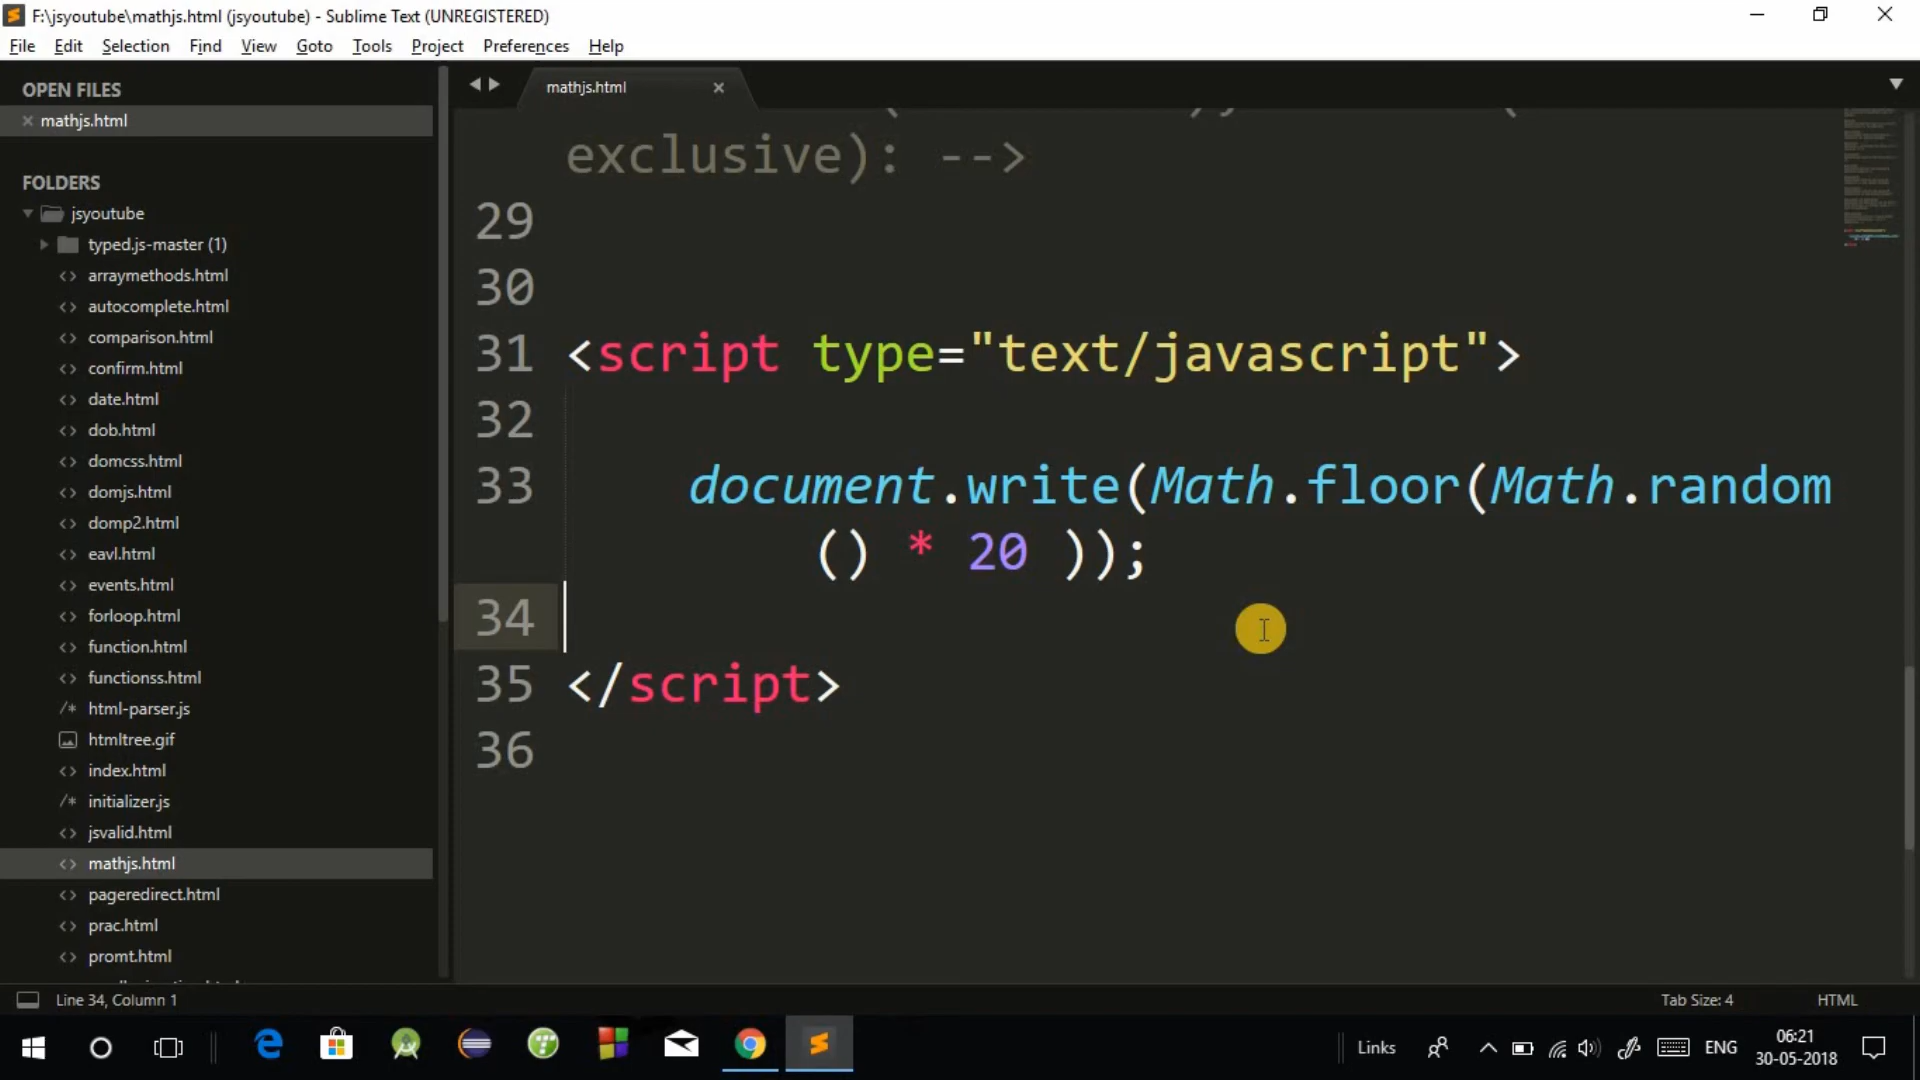 F:\jsyoutube\mathjs.html (jsyoutube) - Sublime Text (UNREGISTERED)
File Edit Selection Find View Goto Tools Project Preferences Help
OPEN FILES
mathjs.html
FOLDERS
jsyoutube
typed.js-master (1)
arraymethods.html
autocomplete.html
comparison.html
confirm.html
date.html
dob.html
domcss.html
domjs.html
domp2.html
eavl.html
events.html
forloop.html
function.html
functionss.html
/* html-parser.js
htmltree.gif
index.html
/* initializer.js
jsvalid.html
mathjs.html
pageredirect.html
prac.html
promt.html
mathjs.html
exclusive): -->
29
30
31 <script type="text/javascript">
32
33 document.write(Math.floor(Math.random
() * 20 ));
34
35 </script>
36
Line 34, Column 1
Tab Size: 4 HTML
Links ENG 06:21
30-05-2018